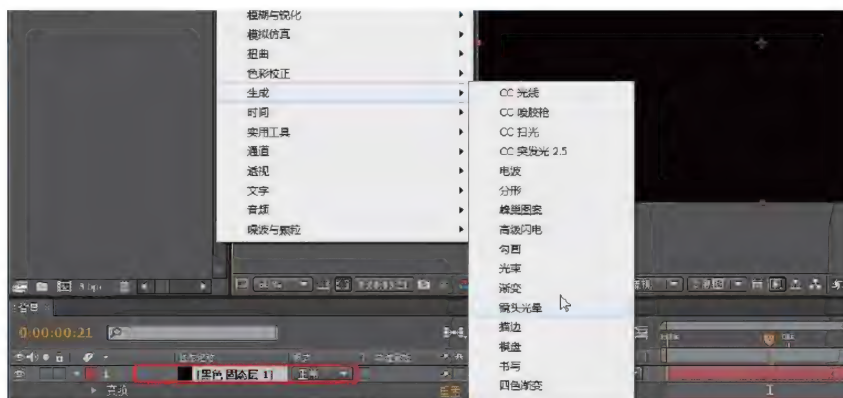 模糊与锐化
模拟仿真
扭曲
色彩校正
生成
时间
实用工具
通道
透视
文字
音频
噪波与颗粒
CC 光线
CC 喷胶枪
CC 扫光
CC 突发光 2.5
电波
分形
蜂巢图案
高级闪电
勾画
光束
渐变
镜头光晕
描边
棋盘
书写
四色渐变
0:00:00:21
[黑色 固态层 1]
正常